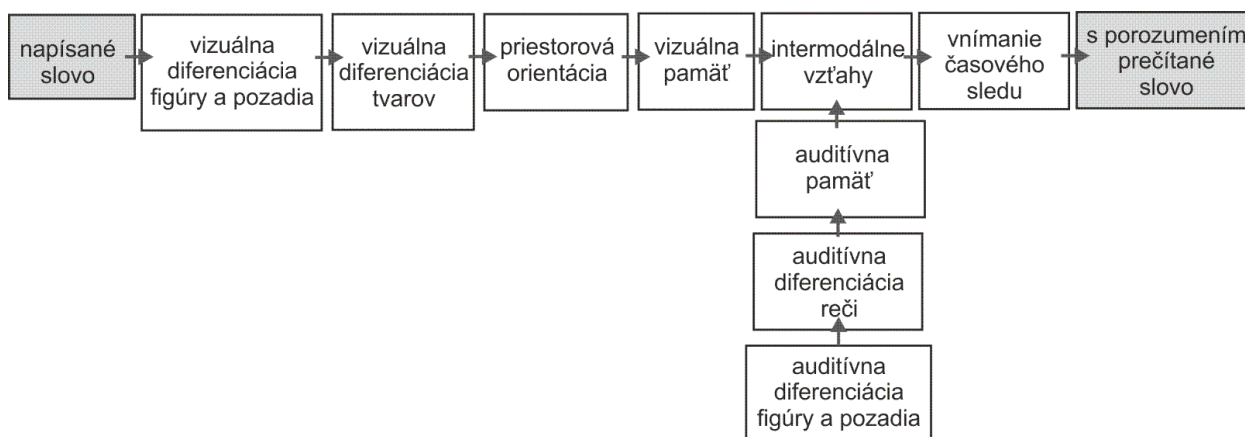 napísané
slovo
vizuálna
diferenciácia
figúry a pozadia
vizuálna
diferenciácia
tvarov
priestorová
orientácia
vizuálna
pamäť
intermodálne
vzťahy
vnímanie
časového
sledu
s porozumením
prečítané
slovo
auditívna
pamäť
auditívna
diferenciácia
reči
auditívna
diferenciácia
figúry a pozadia